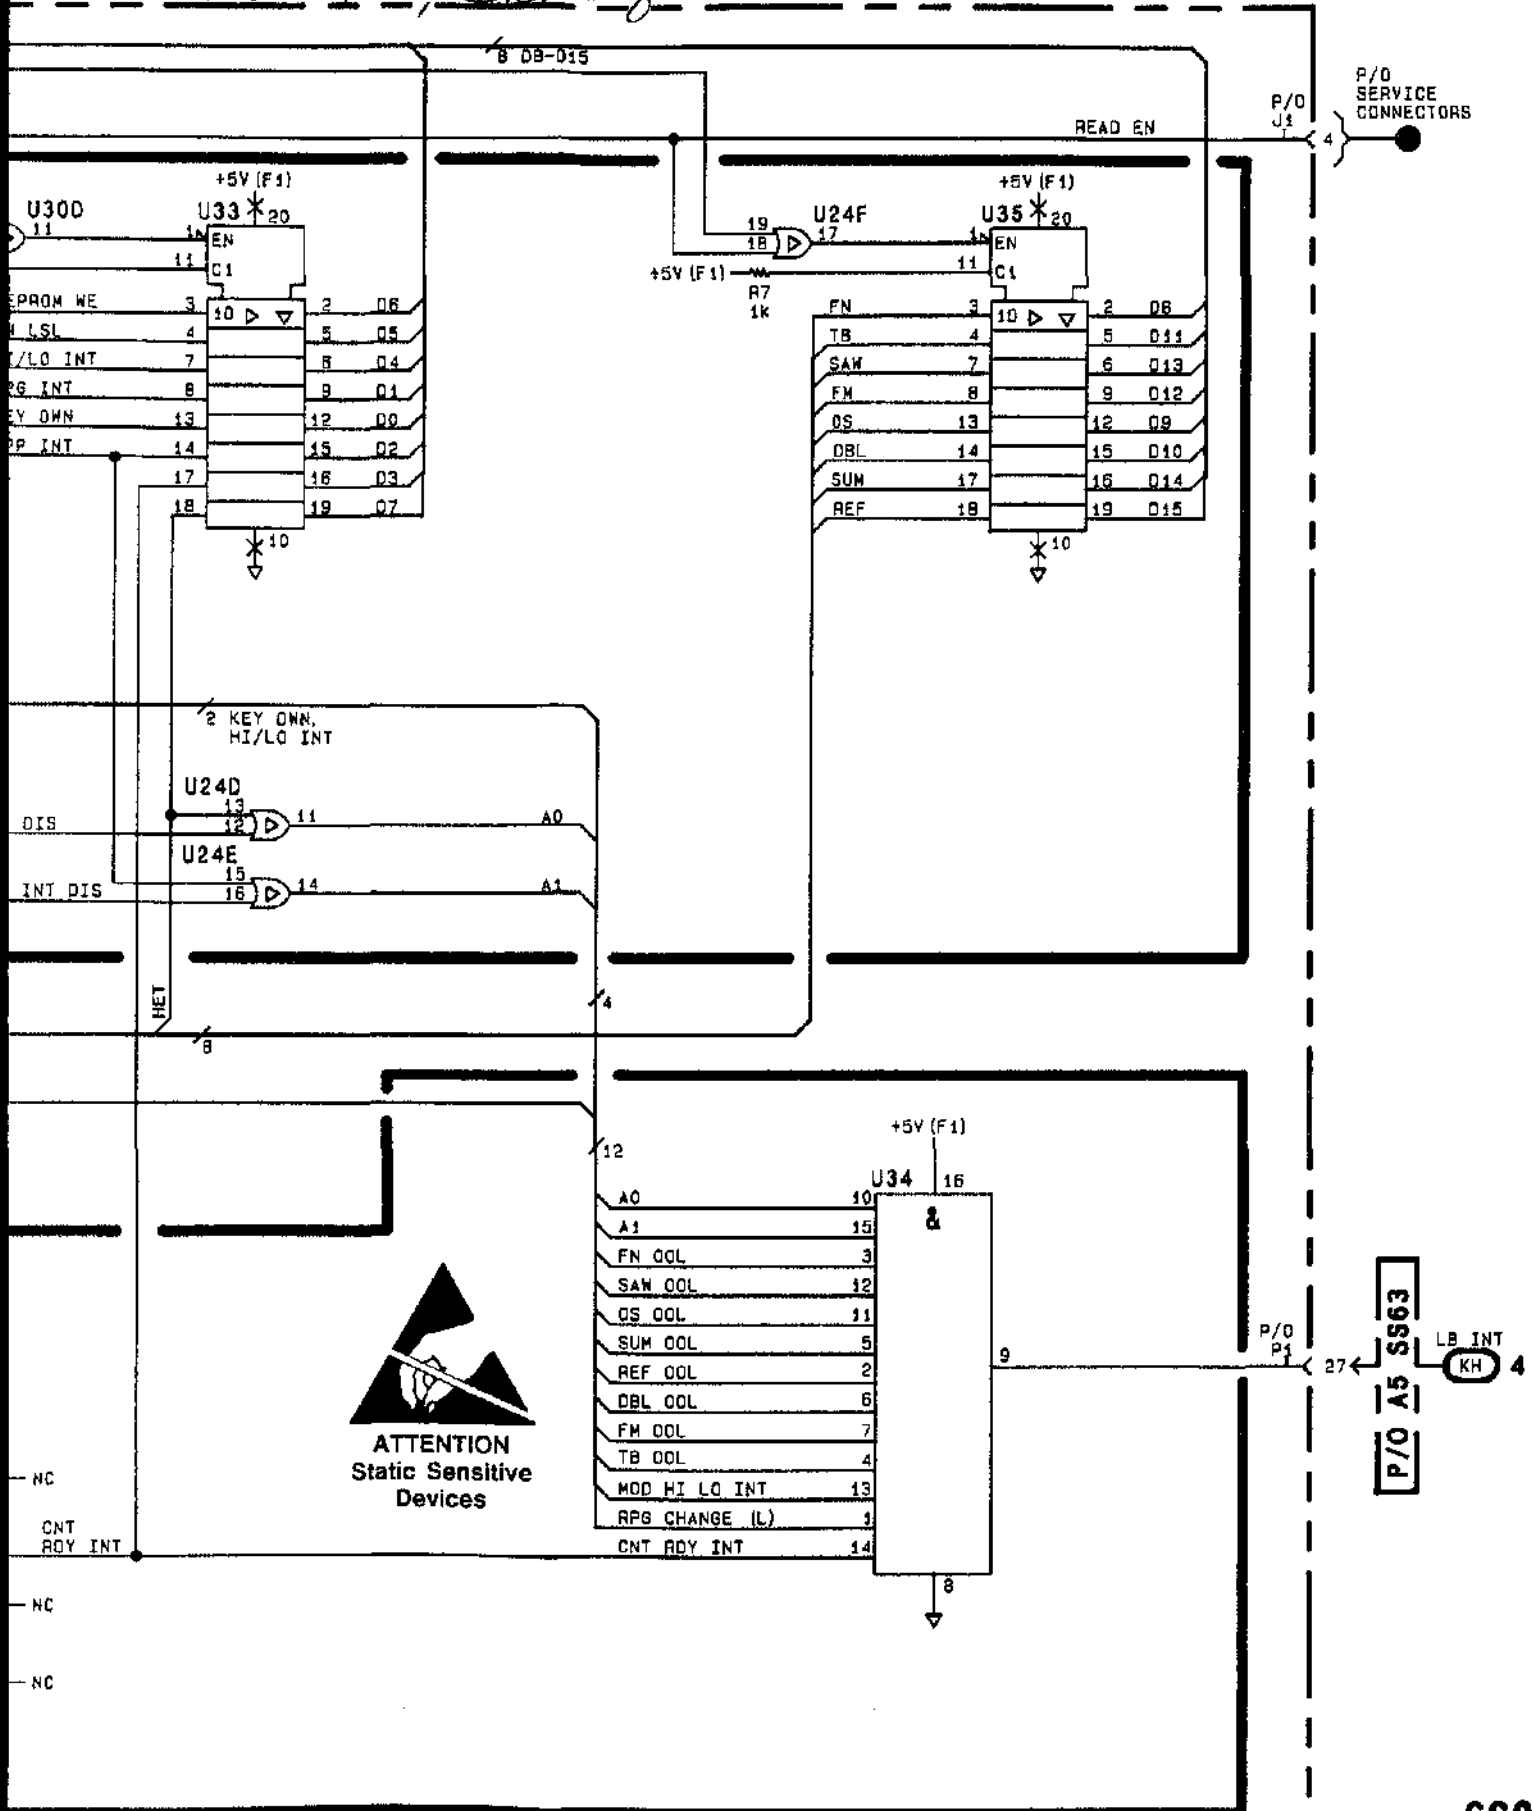 8 D8-D15
P/O
SERVICE
CONNECTORS
P/O
J1
READ EN
4
+5V (F1)
+5V (F1)
U30D
11
U33
20
U24F
U35
20
1
EN
19
18
17
1
EN
11
C1
+5V (F1)
R7
1K
11
C1
EPROM WE
3
1D
2
D6
FN
3
1D
2
D8
LSL
4
5
D5
TB
4
5
D11
I/LO INT
7
6
D4
SAW
7
6
D13
INT
8
9
D1
FM
8
9
D12
EY DWN
13
12
D0
OS
13
12
D9
INT
14
15
D2
DBL
14
15
D10
17
16
D3
SUM
17
16
D14
18
19
D7
REF
18
19
D15
10
10
2 KEY DWN,
HI/LO INT
U24D
DIS
13
12
11
A0
U24E
INT DIS
15
16
14
A1
HET
4
8
12
+5V (F1)
U34
16
&
A0
10
A1
15
FN OOL
3
SAW OOL
12
OS OOL
11
SUM OOL
5
REF OOL
2
DBL OOL
6
FM OOL
7
TB OOL
4
MOD HI LO INT
13
RPG CHANGE (L)
1
CNT RDY INT
14
9
8
P/O
P1
27
P/O A5 SS63
LB INT
KH
4
ATTENTION
Static Sensitive
Devices
NC
CNT
RDY INT
NC
NC